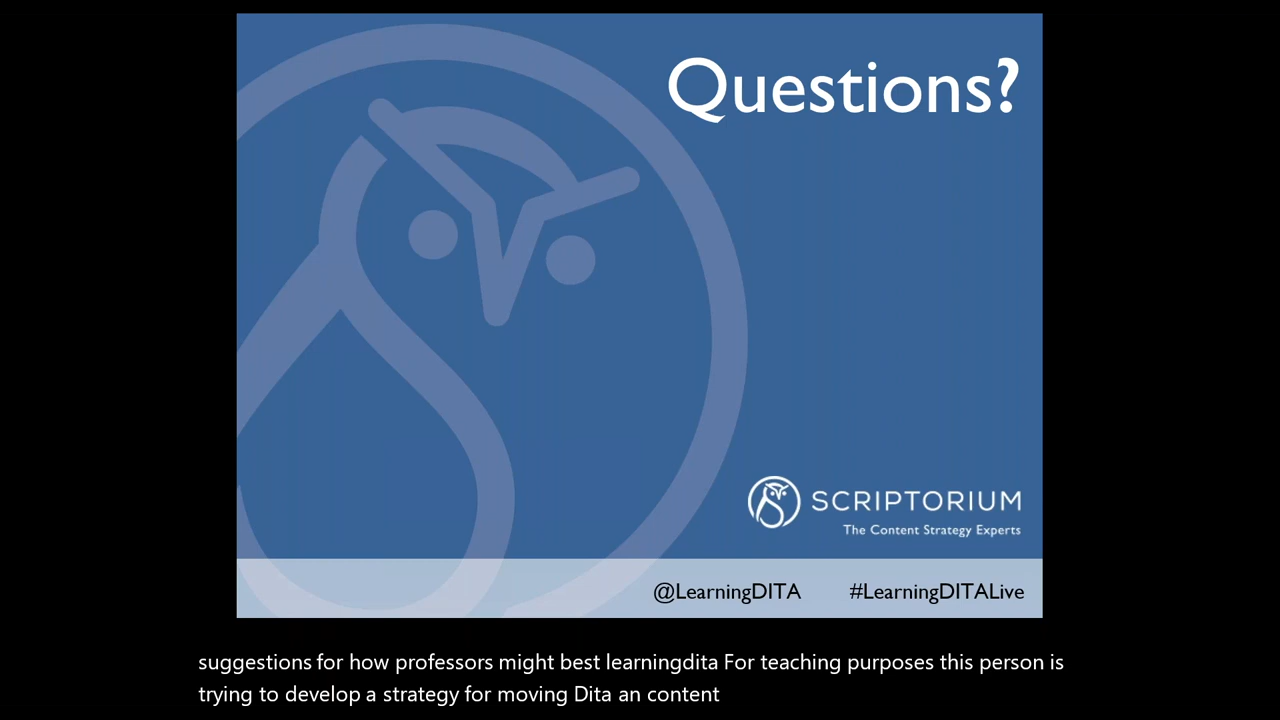 Questions?
SCRIPTORIUM
The Content Strategy Experts
@LearningDITA #LearningDITALive
suggestions for how professors might best learningdita For teaching purposes this person is
trying to develop a strategy for moving Dita an content